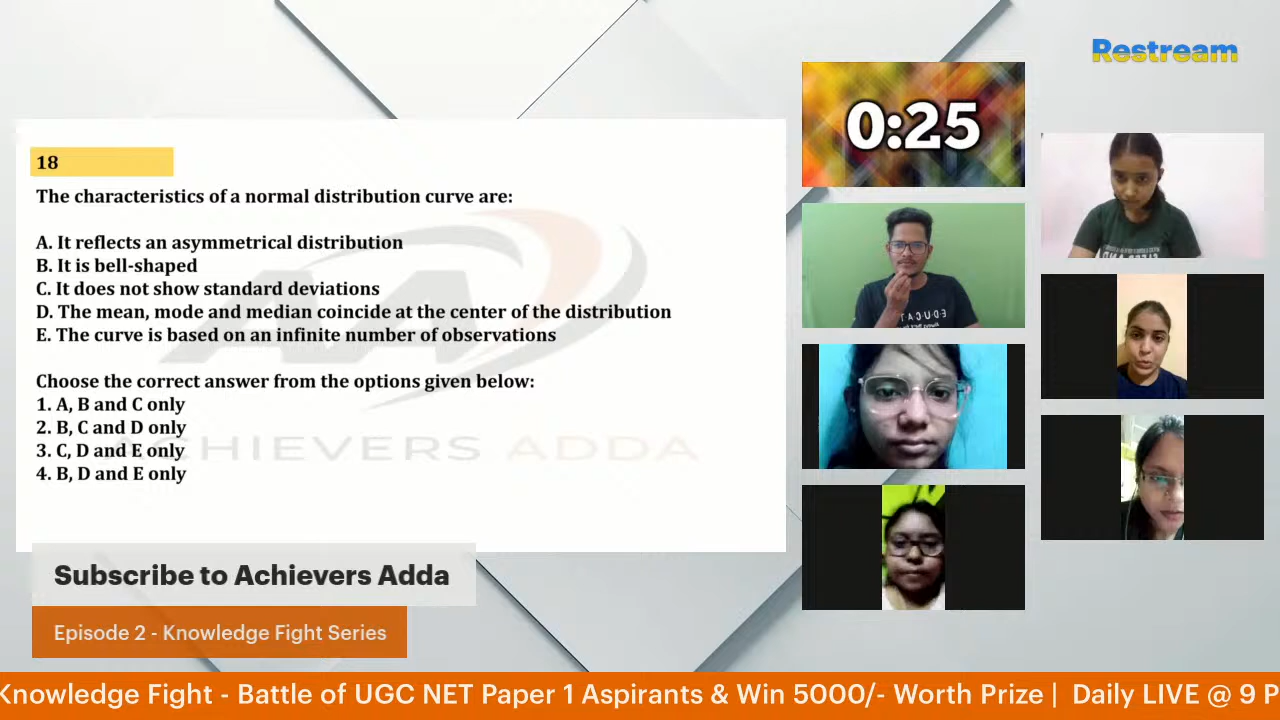 Restream
0:25
18
The characteristics of a normal distribution curve are:
A. It reflects an asymmetrical distribution
B. It is bell-shaped
C. It does not show standard deviations
D. The mean, mode and median coincide at the center of the distribution
E. The curve is based on an infinite number of observations
Choose the correct answer from the options given below:
1. A, B and C only
2. B, C and D only
3. C, D and E only
4. B, D and E only
ACHIEVERS ADDA
Subscribe to Achievers Adda
Episode 2 - Knowledge Fight Series
Knowledge Fight - Battle of UGC NET Paper 1 Aspirants & Win 5000/- Worth Prize | Daily LIVE @ 9 P